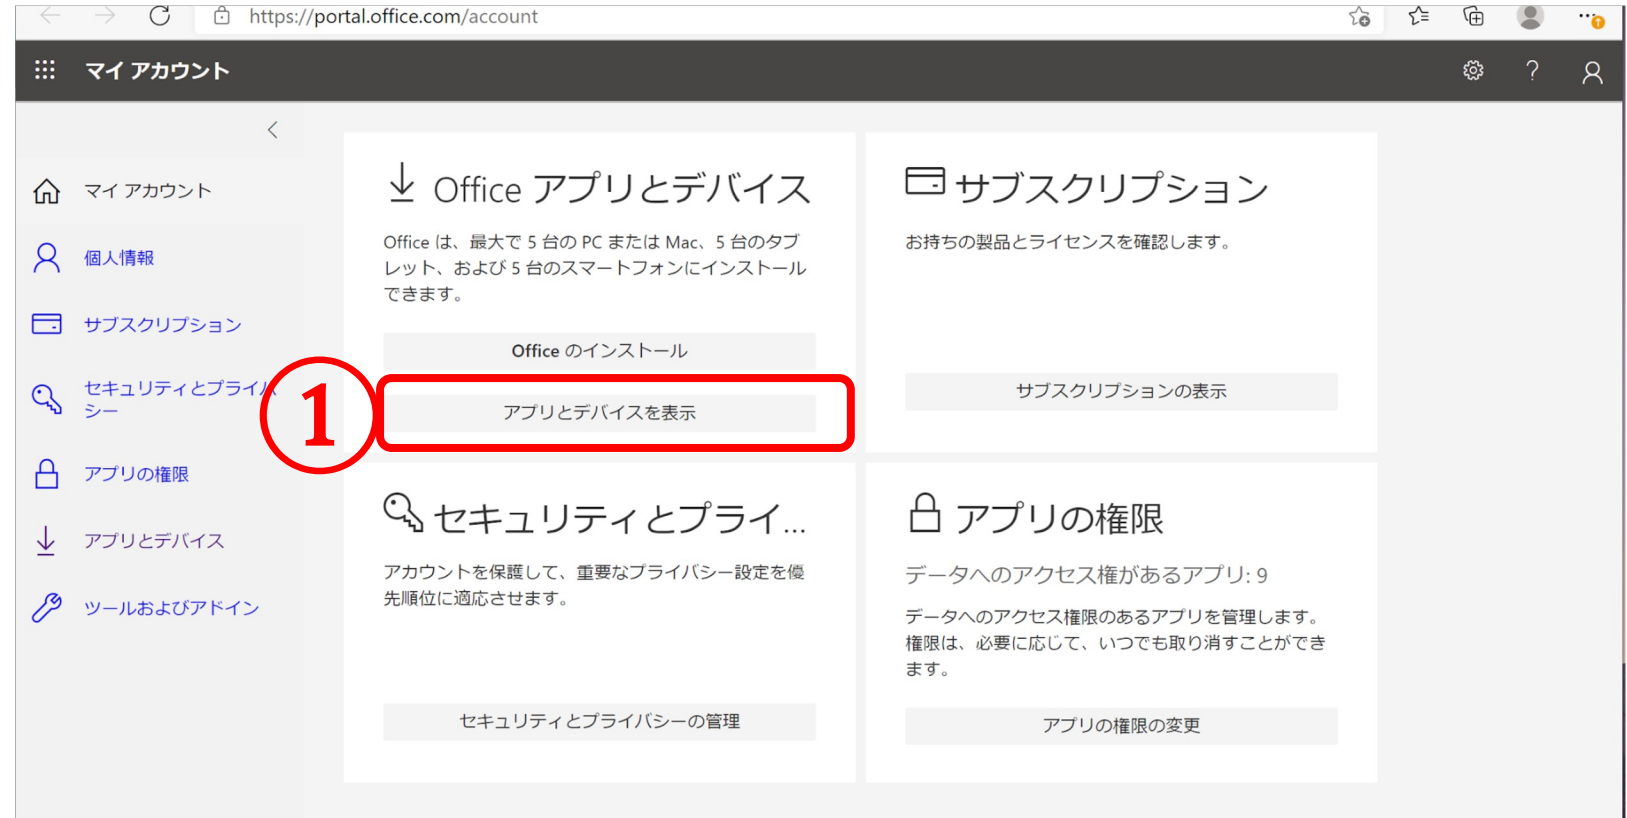 https://portal.office.com/account
マイ アカウント
?
マイ アカウント
個人情報
サブスクリプション
セキュリティとプライバ
シー
アプリの権限
アプリとデバイス
ツールおよびアドイン
Office アプリとデバイス
Office は、最大で 5 台の PC または Mac、5 台のタブ
レット、および 5 台のスマートフォンにインストール
できます。
Office のインストール
1
アプリとデバイスを表示
サブスクリプション
お持ちの製品とライセンスを確認します。
サブスクリプションの表示
セキュリティとプライ...
アカウントを保護して、重要なプライバシー設定を優
先順位に適応させます。
セキュリティとプライバシーの管理
アプリの権限
データへのアクセス権があるアプリ: 9
データへのアクセス権限のあるアプリを管理します。
権限は、必要に応じて、いつでも取り消すことができ
ます。
アプリの権限の変更